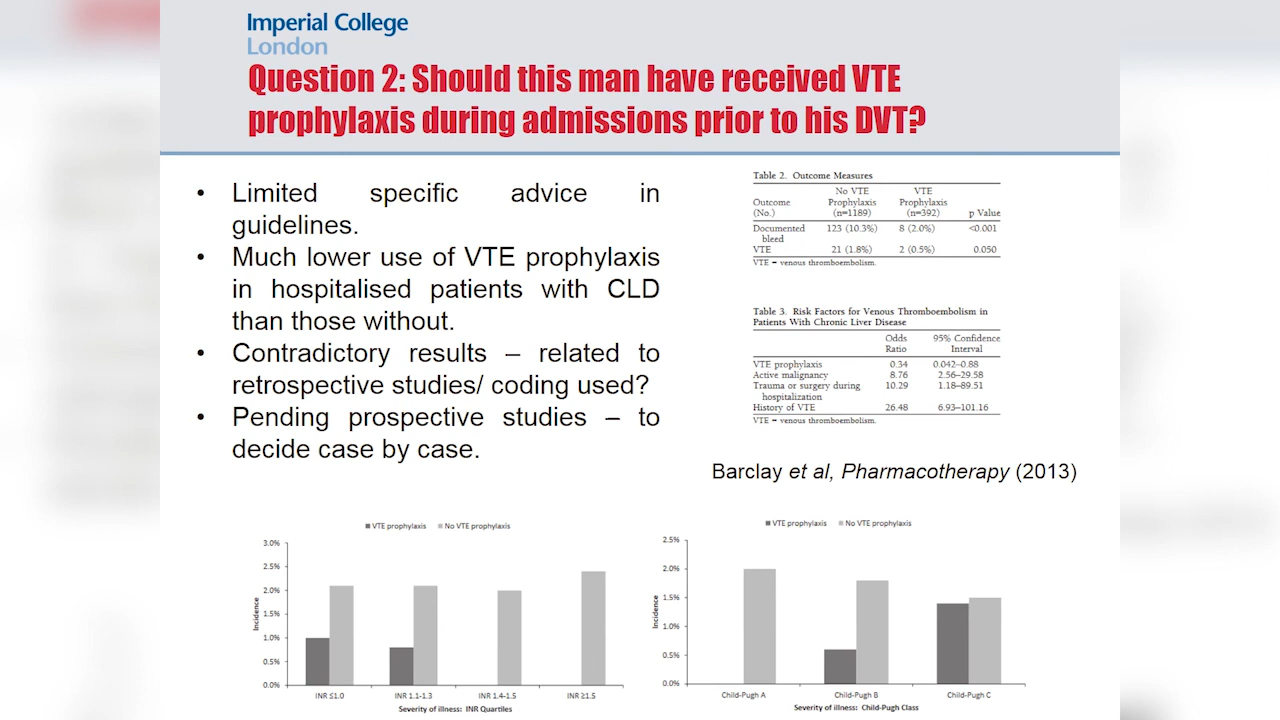 Imperial College
London
Question 2: Should this man have received VTE
prophylaxis during admissions prior to his DVT?
• Limited specific advice in
guidelines.
• Much lower use of VTE prophylaxis
in hospitalised patients with CLD
than those without.
• Contradictory results – related to
retrospective studies/ coding used?
• Pending prospective studies – to
decide case by case.
Table 2. Outcome Measures
No VTE VTE
Outcome Prophylaxis Prophylaxis
(No.) (n=1189) (n=392) p Value
Documented 123 (10.3%) 8 (2.0%) <0.001
bleed
VTE 21 (1.8%) 2 (0.5%) 0.050
VTE = venous thromboembolism.
Table 3. Risk Factors for Venous Thromboembolism in
Patients With Chronic Liver Disease
Odds 95% Confidence
Ratio Interval
VTE prophylaxis 0.34 0.042–0.88
Active malignancy 8.76 2.56–29.58
Trauma or surgery during 10.29 1.18–89.51
hospitalization
History of VTE 26.48 6.93–101.16
VTE = venous thromboembolism.
Barclay et al, Pharmacotherapy (2013)
VTE prophylaxis No VTE prophylaxis
3.0%
2.5%
2.0%
1.5%
1.0%
0.5%
0.0%
Incidence
INR ≤1.0 INR 1.1-1.3 INR 1.4-1.5 INR ≥1.5
Severity of illness: INR Quartiles
VTE prophylaxis No VTE prophylaxis
2.5%
2.0%
1.5%
1.0%
0.5%
0.0%
Incidence
Child-Pugh A Child-Pugh B Child-Pugh C
Severity of illness: Child-Pugh Class